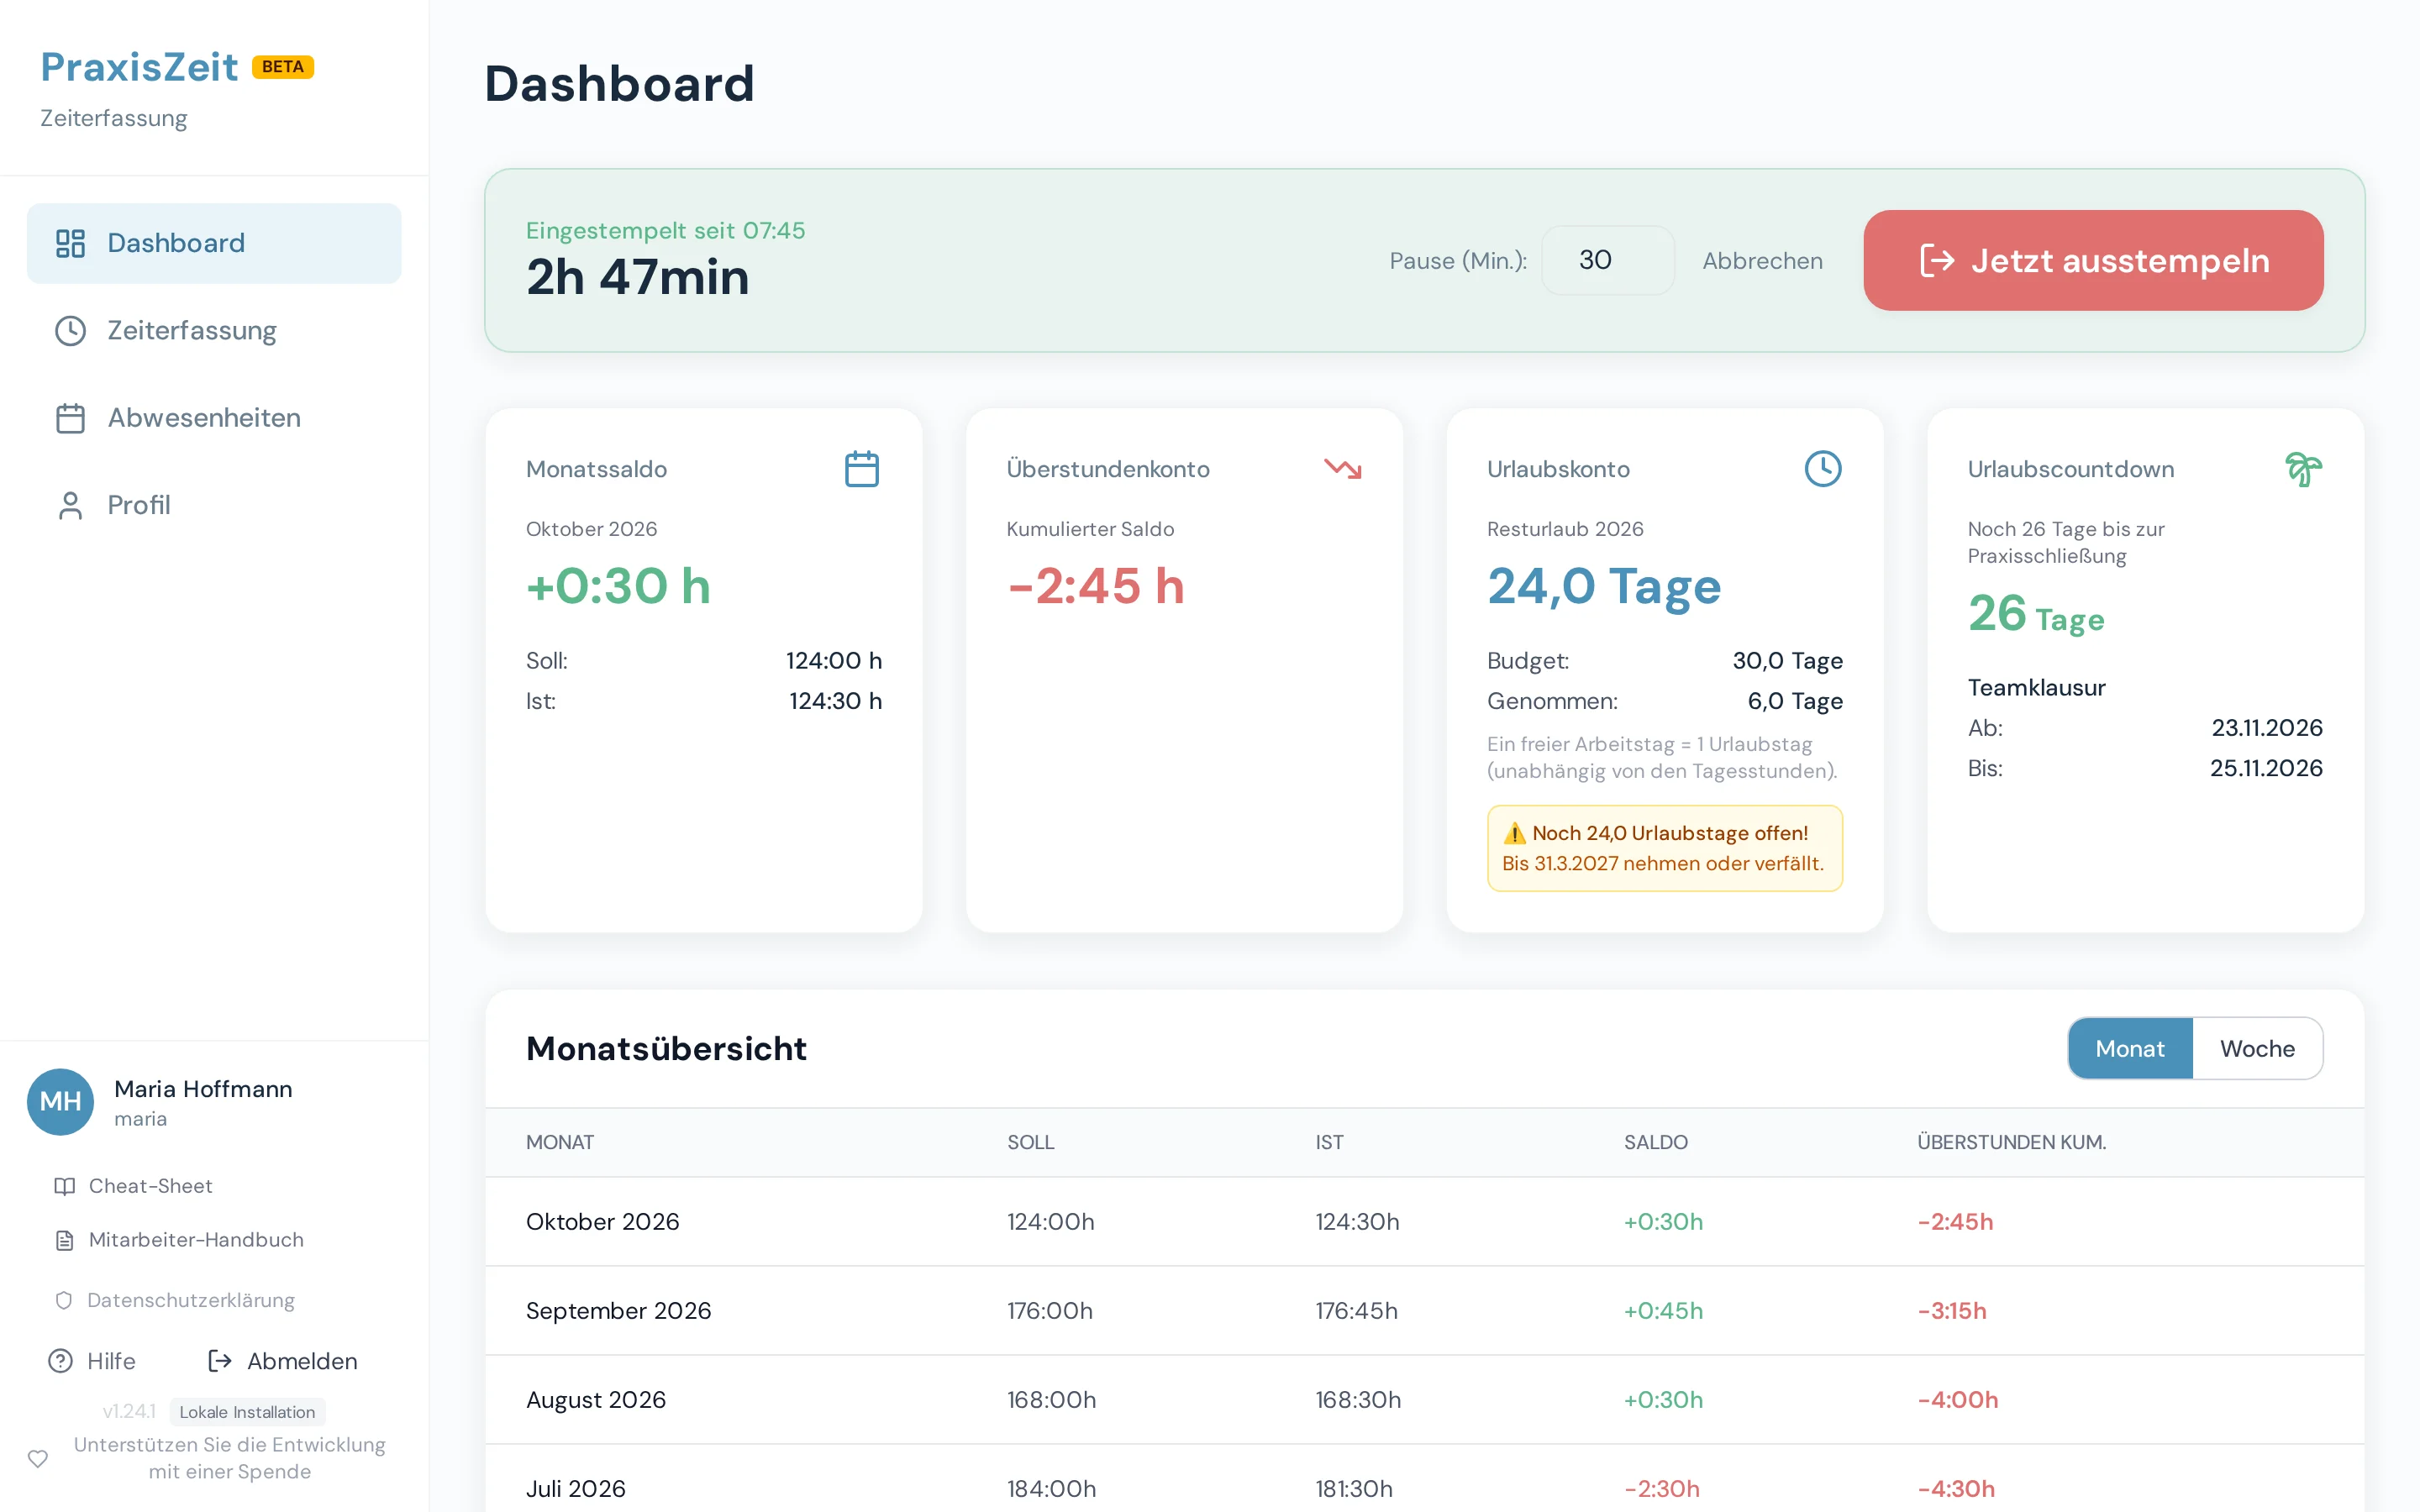 PraxisZeit BETA
Zeiterfassung
Dashboard
Zeiterfassung
Abwesenheiten
Profil
MH
Maria Hoffmann
maria
Cheat-Sheet
Mitarbeiter-Handbuch
Datenschutzerklärung
Hilfe
Abmelden
v1.24.1 Lokale Installation
Unterstützen Sie die Entwicklung
mit einer Spende
Dashboard
Eingestempelt seit 07:45
2h 47min
Pause (Min.): 30 Abbrechen Jetzt ausstempeln
Monatssaldo
Oktober 2026
+0:30 h
Soll: 124:00 h
Ist: 124:30 h
Überstundenkonto
Kumulierter Saldo
-2:45 h
Urlaubskonto
Resturlaub 2026
24,0 Tage
Budget: 30,0 Tage
Genommen: 6,0 Tage
Ein freier Arbeitstag = 1 Urlaubstag
(unabhängig von den Tagesstunden).
⚠️ Noch 24,0 Urlaubstage offen!
Bis 31.3.2027 nehmen oder verfällt.
Urlaubscountdown
Noch 26 Tage bis zur
Praxisschließung
26 Tage
Teamklausur
Ab: 23.11.2026
Bis: 25.11.2026
Monatsübersicht
Monat Woche
MONAT SOLL IST SALDO ÜBERSTUNDEN KUM.
Oktober 2026 124:00h 124:30h +0:30h -2:45h
September 2026 176:00h 176:45h +0:45h -3:15h
August 2026 168:00h 168:30h +0:30h -4:00h
Juli 2026 184:00h 181:30h -2:30h -4:30h